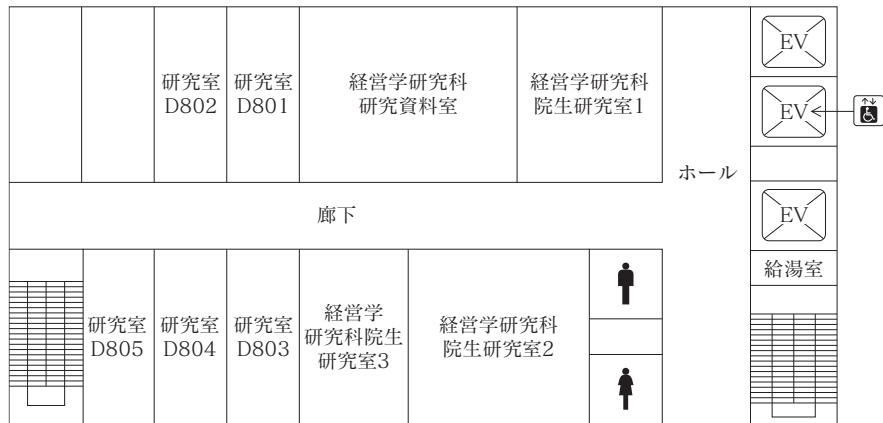 研究室
D802
研究室
D801
経営学研究科
研究資料室
経営学研究科
院生研究室1
EV
EV
ホール
EV
廊下
給湯室
研究室
D805
研究室
D804
研究室
D803
経営学
研究科院生
研究室3
経営学研究科
院生研究室2